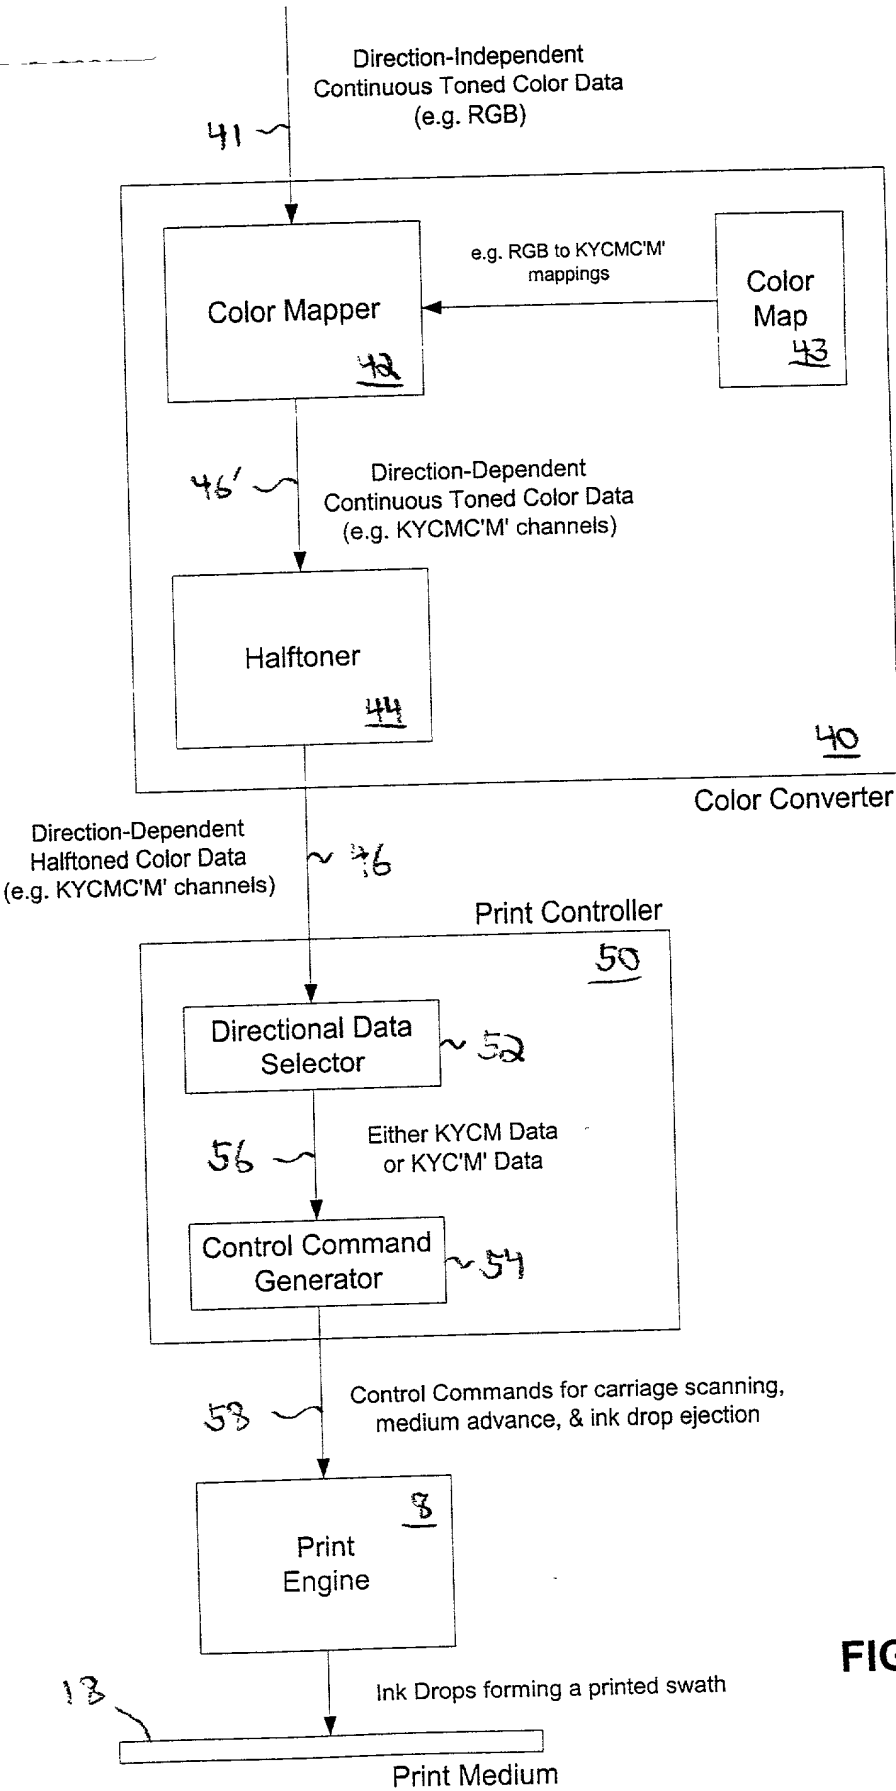 Direction-Independent
Continuous Toned Color Data
(e.g. RGB)
41
e.g. RGB to KYCMC'M'
mappings
Color Mapper
42
Color
Map
43
46'
Direction-Dependent
Continuous Toned Color Data
(e.g. KYCMC'M' channels)
Halftoner
44
40
Color Converter
Direction-Dependent
Halftoned Color Data
(e.g. KYCMC'M' channels)
46
Print Controller
50
Directional Data
Selector
52
56
Either KYCM Data
or KYC'M' Data
Control Command
Generator
54
58
Control Commands for carriage scanning,
medium advance, & ink drop ejection
8
Print
Engine
FIG
18
Ink Drops forming a printed swath
Print Medium